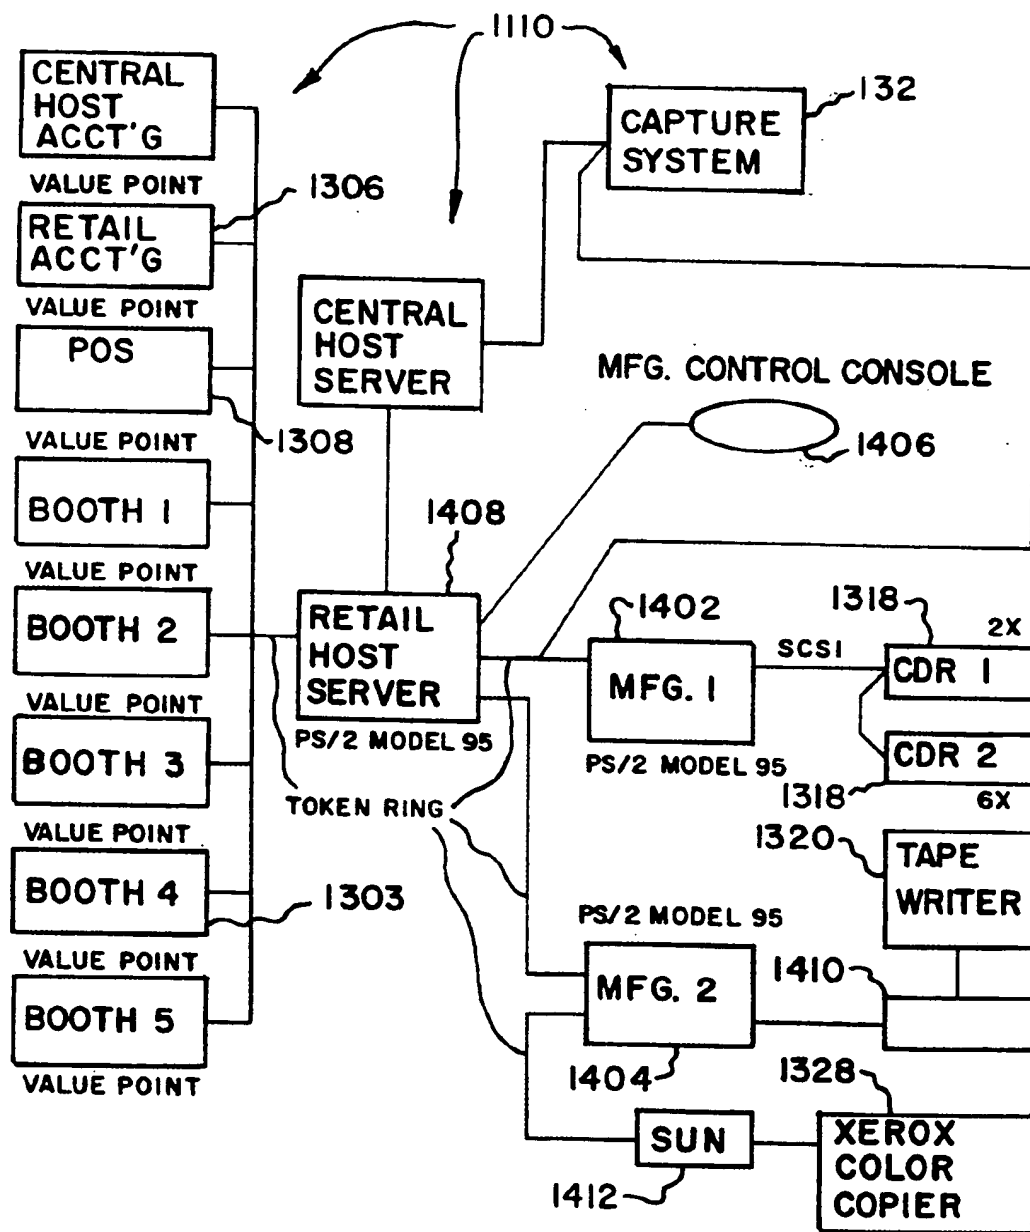 1110
CENTRAL
HOST
ACCT'G
VALUE POINT
132
CAPTURE
SYSTEM
1306
RETAIL
ACCT'G
VALUE POINT
POS
1308
VALUE POINT
CENTRAL
HOST
SERVER
MFG. CONTROL CONSOLE
1406
BOOTH 1
VALUE POINT
1408
BOOTH 2
VALUE POINT
RETAIL
HOST
SERVER
PS/2 MODEL 95
1402
MFG. 1
PS/2 MODEL 95
SCSI
1318
2X
CDR 1
CDR 2
1318
6X
BOOTH 3
VALUE POINT
TOKEN RING
1320
TAPE
WRITER
BOOTH 4
1303
VALUE POINT
PS/2 MODEL 95
MFG. 2
1404
1410
BOOTH 5
VALUE POINT
SUN
1412
1328
XEROX
COLOR
COPIER